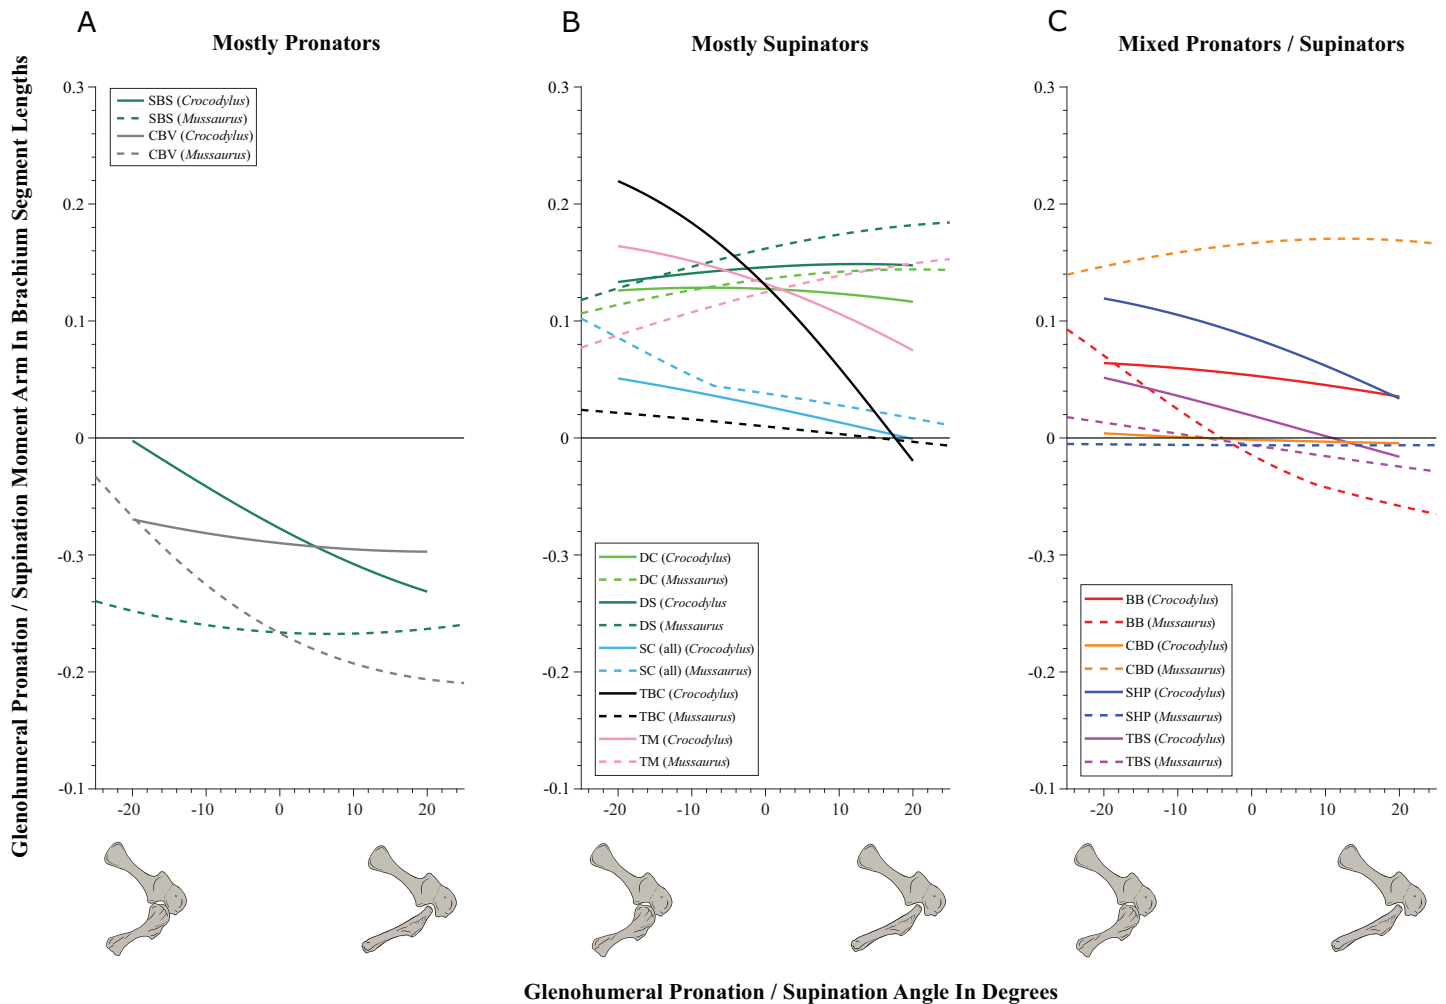 A
Mostly Pronators
B
Mostly Supinators
C
Mixed Pronators / Supinators
Glenohumeral Pronation / Supination Moment Arm In Brachium Segment Lengths
0.3
0.2
0.1
0
-0.3
-0.2
-0.1
SBS (Crocodylus)
SBS (Mussaurus)
CBV (Crocodylus)
CBV (Mussaurus)
-20
-10
0
10
20
0.3
0.2
0.1
0
-0.3
-0.2
-0.1
DC (Crocodylus)
DC (Mussaurus)
DS (Crocodylus
DS (Mussaurus
SC (all) (Crocodylus)
SC (all) (Mussaurus)
TBC (Crocodylus)
TBC (Mussaurus)
TM (Crocodylus)
TM (Mussaurus)
-20
-10
0
10
20
0.3
0.2
0.1
0
-0.3
-0.2
-0.1
BB (Crocodylus)
BB (Mussaurus)
CBD (Crocodylus)
CBD (Mussaurus)
SHP (Crocodylus)
SHP (Mussaurus)
TBS (Crocodylus)
TBS (Mussaurus)
-20
-10
0
10
20
Glenohumeral Pronation / Supination Angle In Degrees